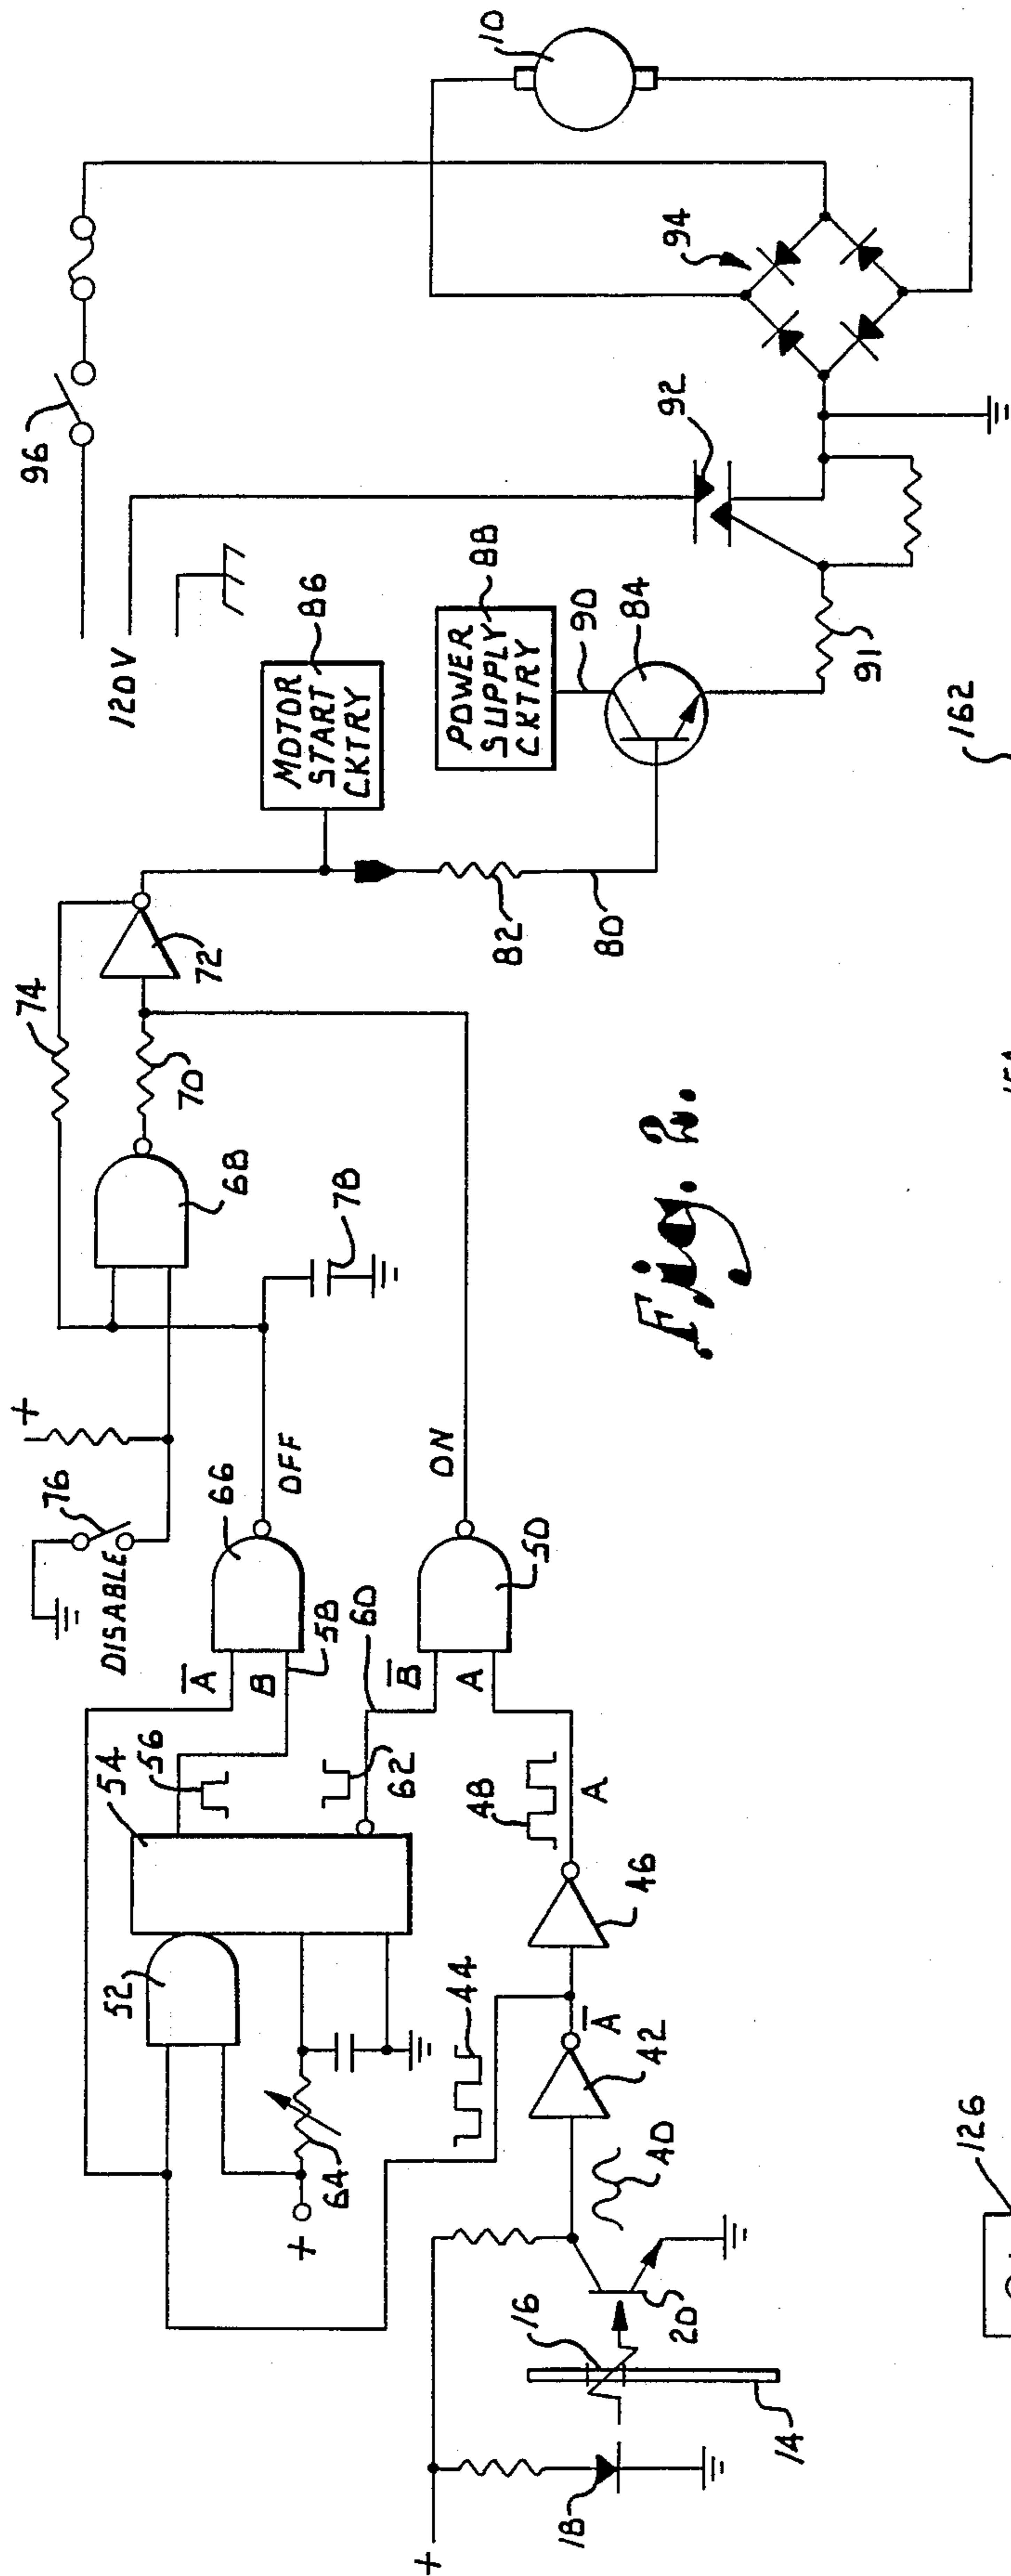 DISABLE
76
+
74
96
10
54
56
52
A̅
B
66
58
OFF
68
70
72
78
120V
MOTOR
START
CKTRY
86
94
64
+
60
62
B̅
A
ON
50
44
48
A
46
A̅
42
40
82
80
POWER
SUPPLY
CKTRY
88
90
84
92
91
+
18
16
14
20
Fig. 2.
126
162